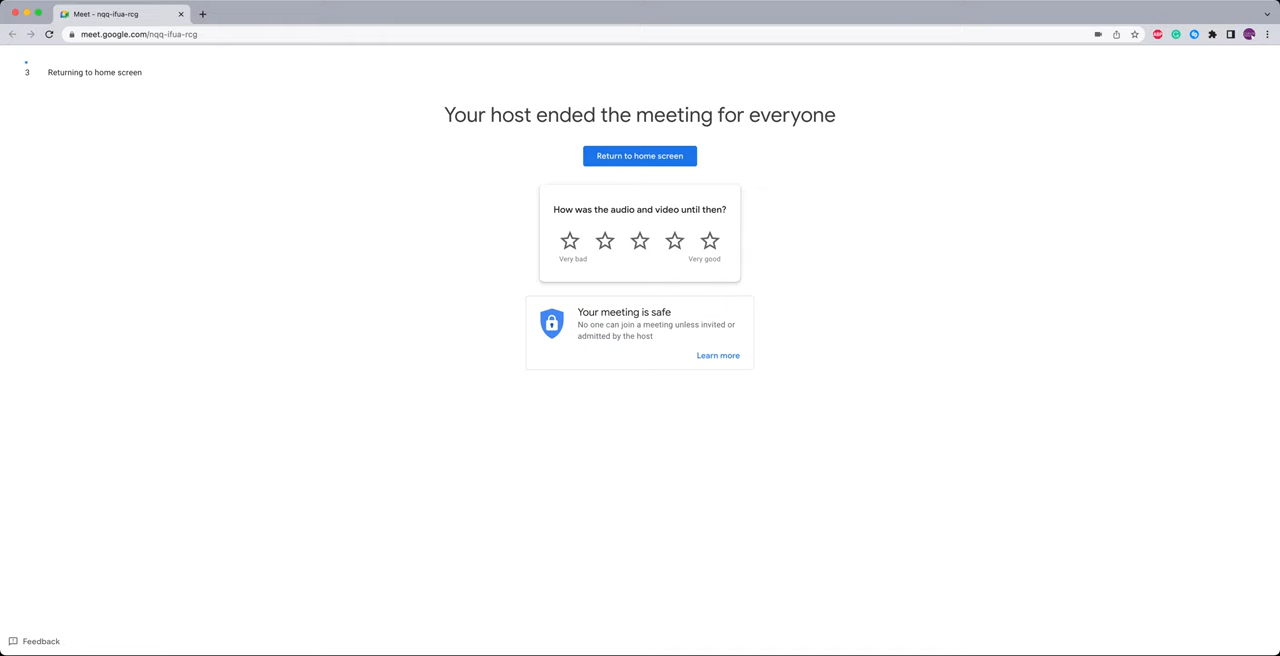 Meet - nqq-ifua-rcg
meet.google.com/nqq-ifua-rcg
ABP
3 Returning to home screen
Your host ended the meeting for everyone
Return to home screen
How was the audio and video until then?
Very bad Very good
Your meeting is safe
No one can join a meeting unless invited or
admitted by the host
Learn more
Feedback